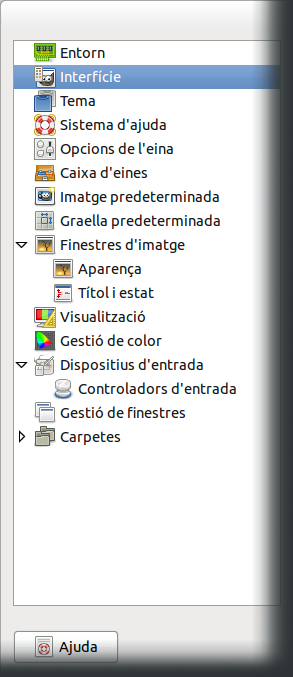 Entorn
Interfície
Tema
Sistema d'ajuda
Opcions de l'eina
Caixa d'eines
Imatge predeterminada
Graella predeterminada
Finestres d'imatge
Aparença
Títol i estat
Visualització
Gestió de color
Dispositius d'entrada
Controladors d'entrada
Gestió de finestres
Carpetes
Ajuda